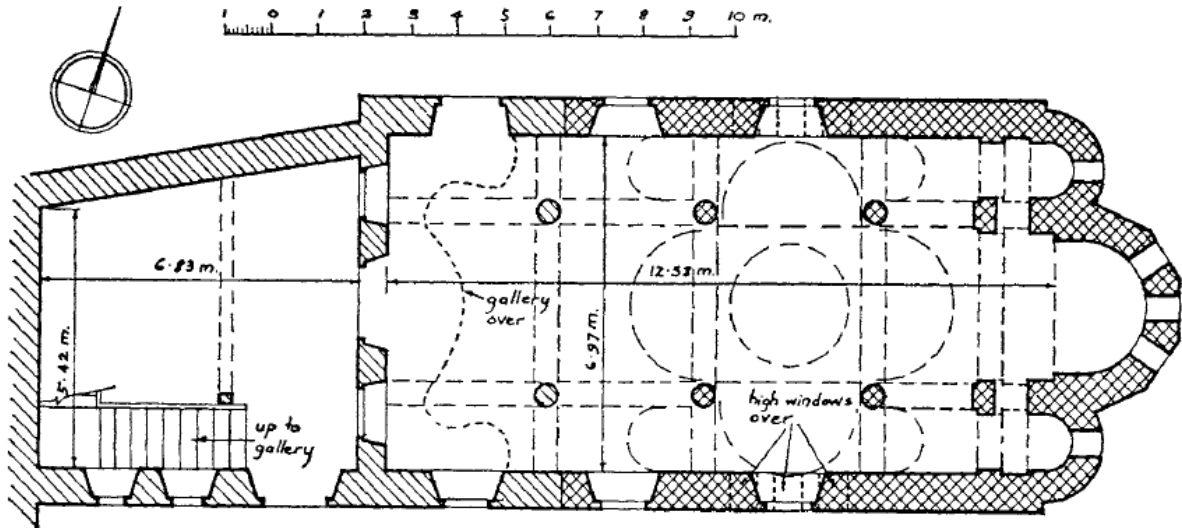 1 0 1 2 3 4 5 6 7 8 9 10 m.
6·83 m.
12·58 m.
gallery
over
6·97 m.
5·42 m.
high windows
over
up to
gallery